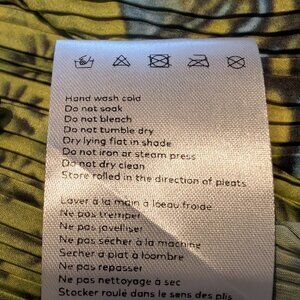 Hand wash cold
Do not soak
Do not bleach
Do not tumble dry
Dry lying flat in shade
Do not iron or steam press
Do not dry clean
Store rolled in the direction of pleats
Laver à la main à l'eau froide
Ne pas tremper
Ne pas javelliser
Ne pas sécher à la machine
Sécher à plat à l'ombre
Ne pas repasser
Ne pas nettoyage à sec
Stocker roulé dans le sens des plis